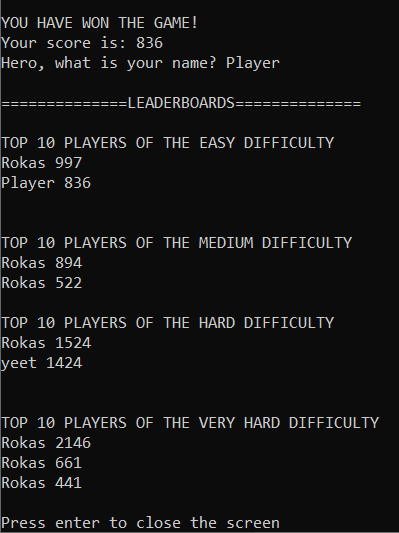 YOU HAVE WON THE GAME!
Your score is: 836
Hero, what is your name? Player
==============LEADERBOARDS==============
TOP 10 PLAYERS OF THE EASY DIFFICULTY
Rokas 997
Player 836
TOP 10 PLAYERS OF THE MEDIUM DIFFICULTY
Rokas 894
Rokas 522
TOP 10 PLAYERS OF THE HARD DIFFICULTY
Rokas 1524
yeet 1424
TOP 10 PLAYERS OF THE VERY HARD DIFFICULTY
Rokas 2146
Rokas 661
Rokas 441
Press enter to close the screen